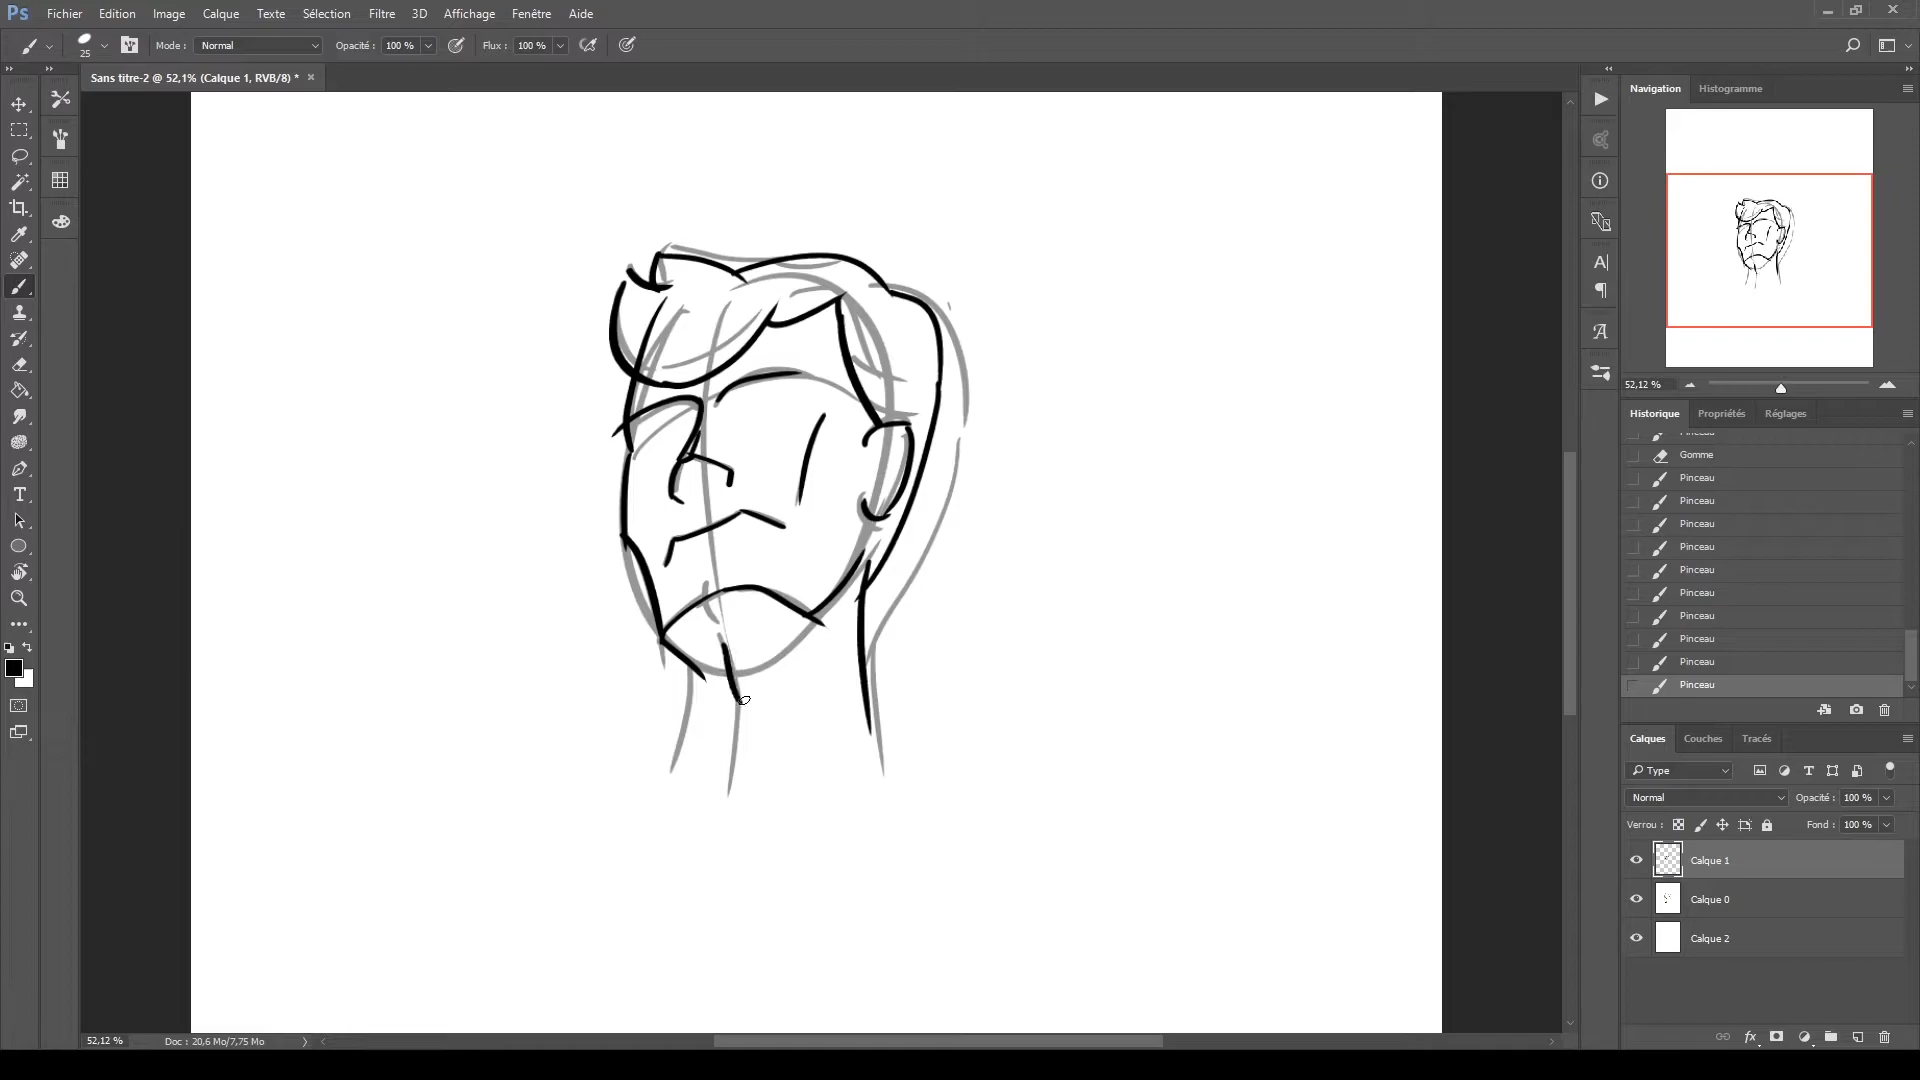 Ps Fichier Edition Image Calque Texte Sélection Filtre 3D Affichage Fenêtre Aide
25 Mode : Normal Opacité : 100 % Flux : 100 %
Sans titre-2 @ 52,1% (Calque 1, RVB/8) *
Navigation Histogramme
52,12 %
Historique Propriétés Réglages
Pinceau
Gomme
Pinceau
Pinceau
Pinceau
Pinceau
Pinceau
Pinceau
Pinceau
Pinceau
Pinceau
Pinceau
Calques Couches Tracés
Type
Normal Opacité : 100 %
Verrou : Fond : 100 %
Calque 1
Calque 0
Calque 2
fx
52,12 % Doc : 20,6 Mo/7,75 Mo